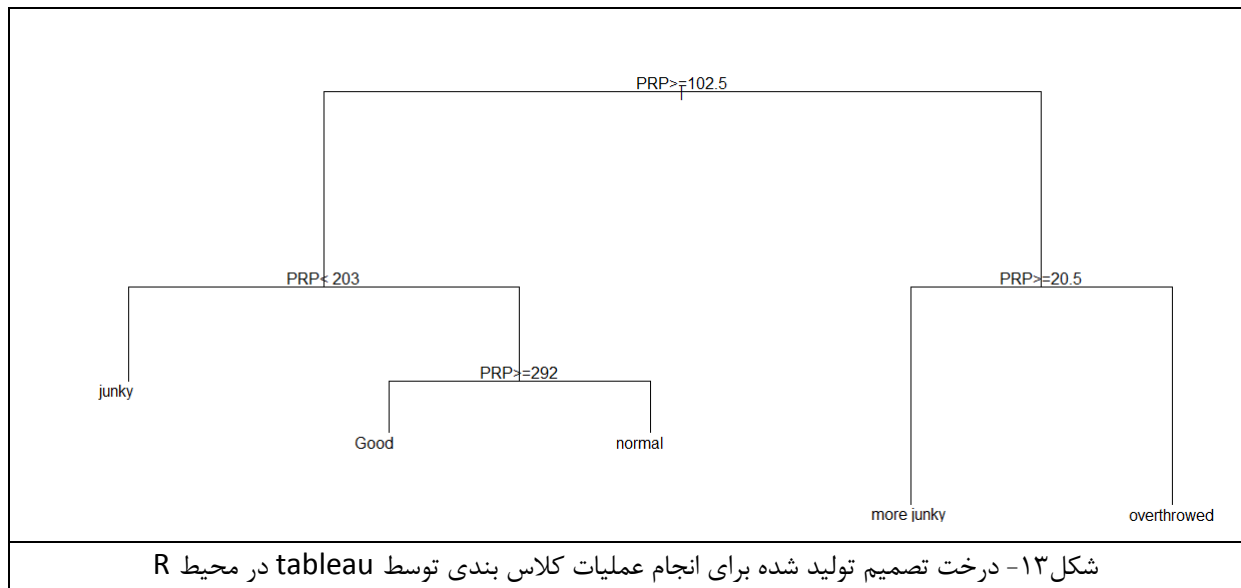 PRP>=102.5
PRP< 203
PRP>=20.5
PRP>=292
junky
Good
normal
more junky
overthrowed
شکل۱۳- درخت تصمیم تولید شده برای انجام عملیات کلاس بندی توسط tableau در محیط R